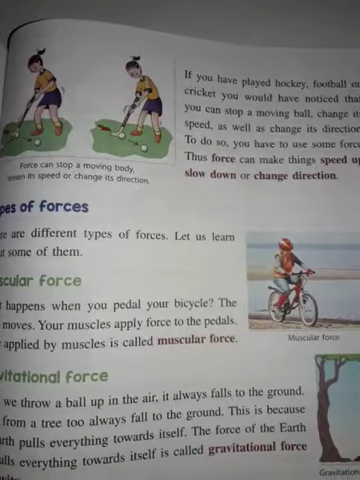 If you have played hockey, football or
cricket you would have noticed that
you can stop a moving ball, change its
speed, as well as change its direction.
To do so, you have to use some force.
Thus force can make things speed up,
slow down or change direction.
Force can stop a moving body,
lessen its speed or change its direction.
pes of forces
re are different types of forces. Let us learn
ut some of them.
scular force
t happens when you pedal your bicycle? The
moves. Your muscles apply force to the pedals.
applied by muscles is called muscular force.
Muscular force
vitational force
we throw a ball up in the air, it always falls to the ground.
from a tree too always fall to the ground. This is because
arth pulls everything towards itself. The force of the Earth
ulls everything towards itself is called gravitational force
Gravitation